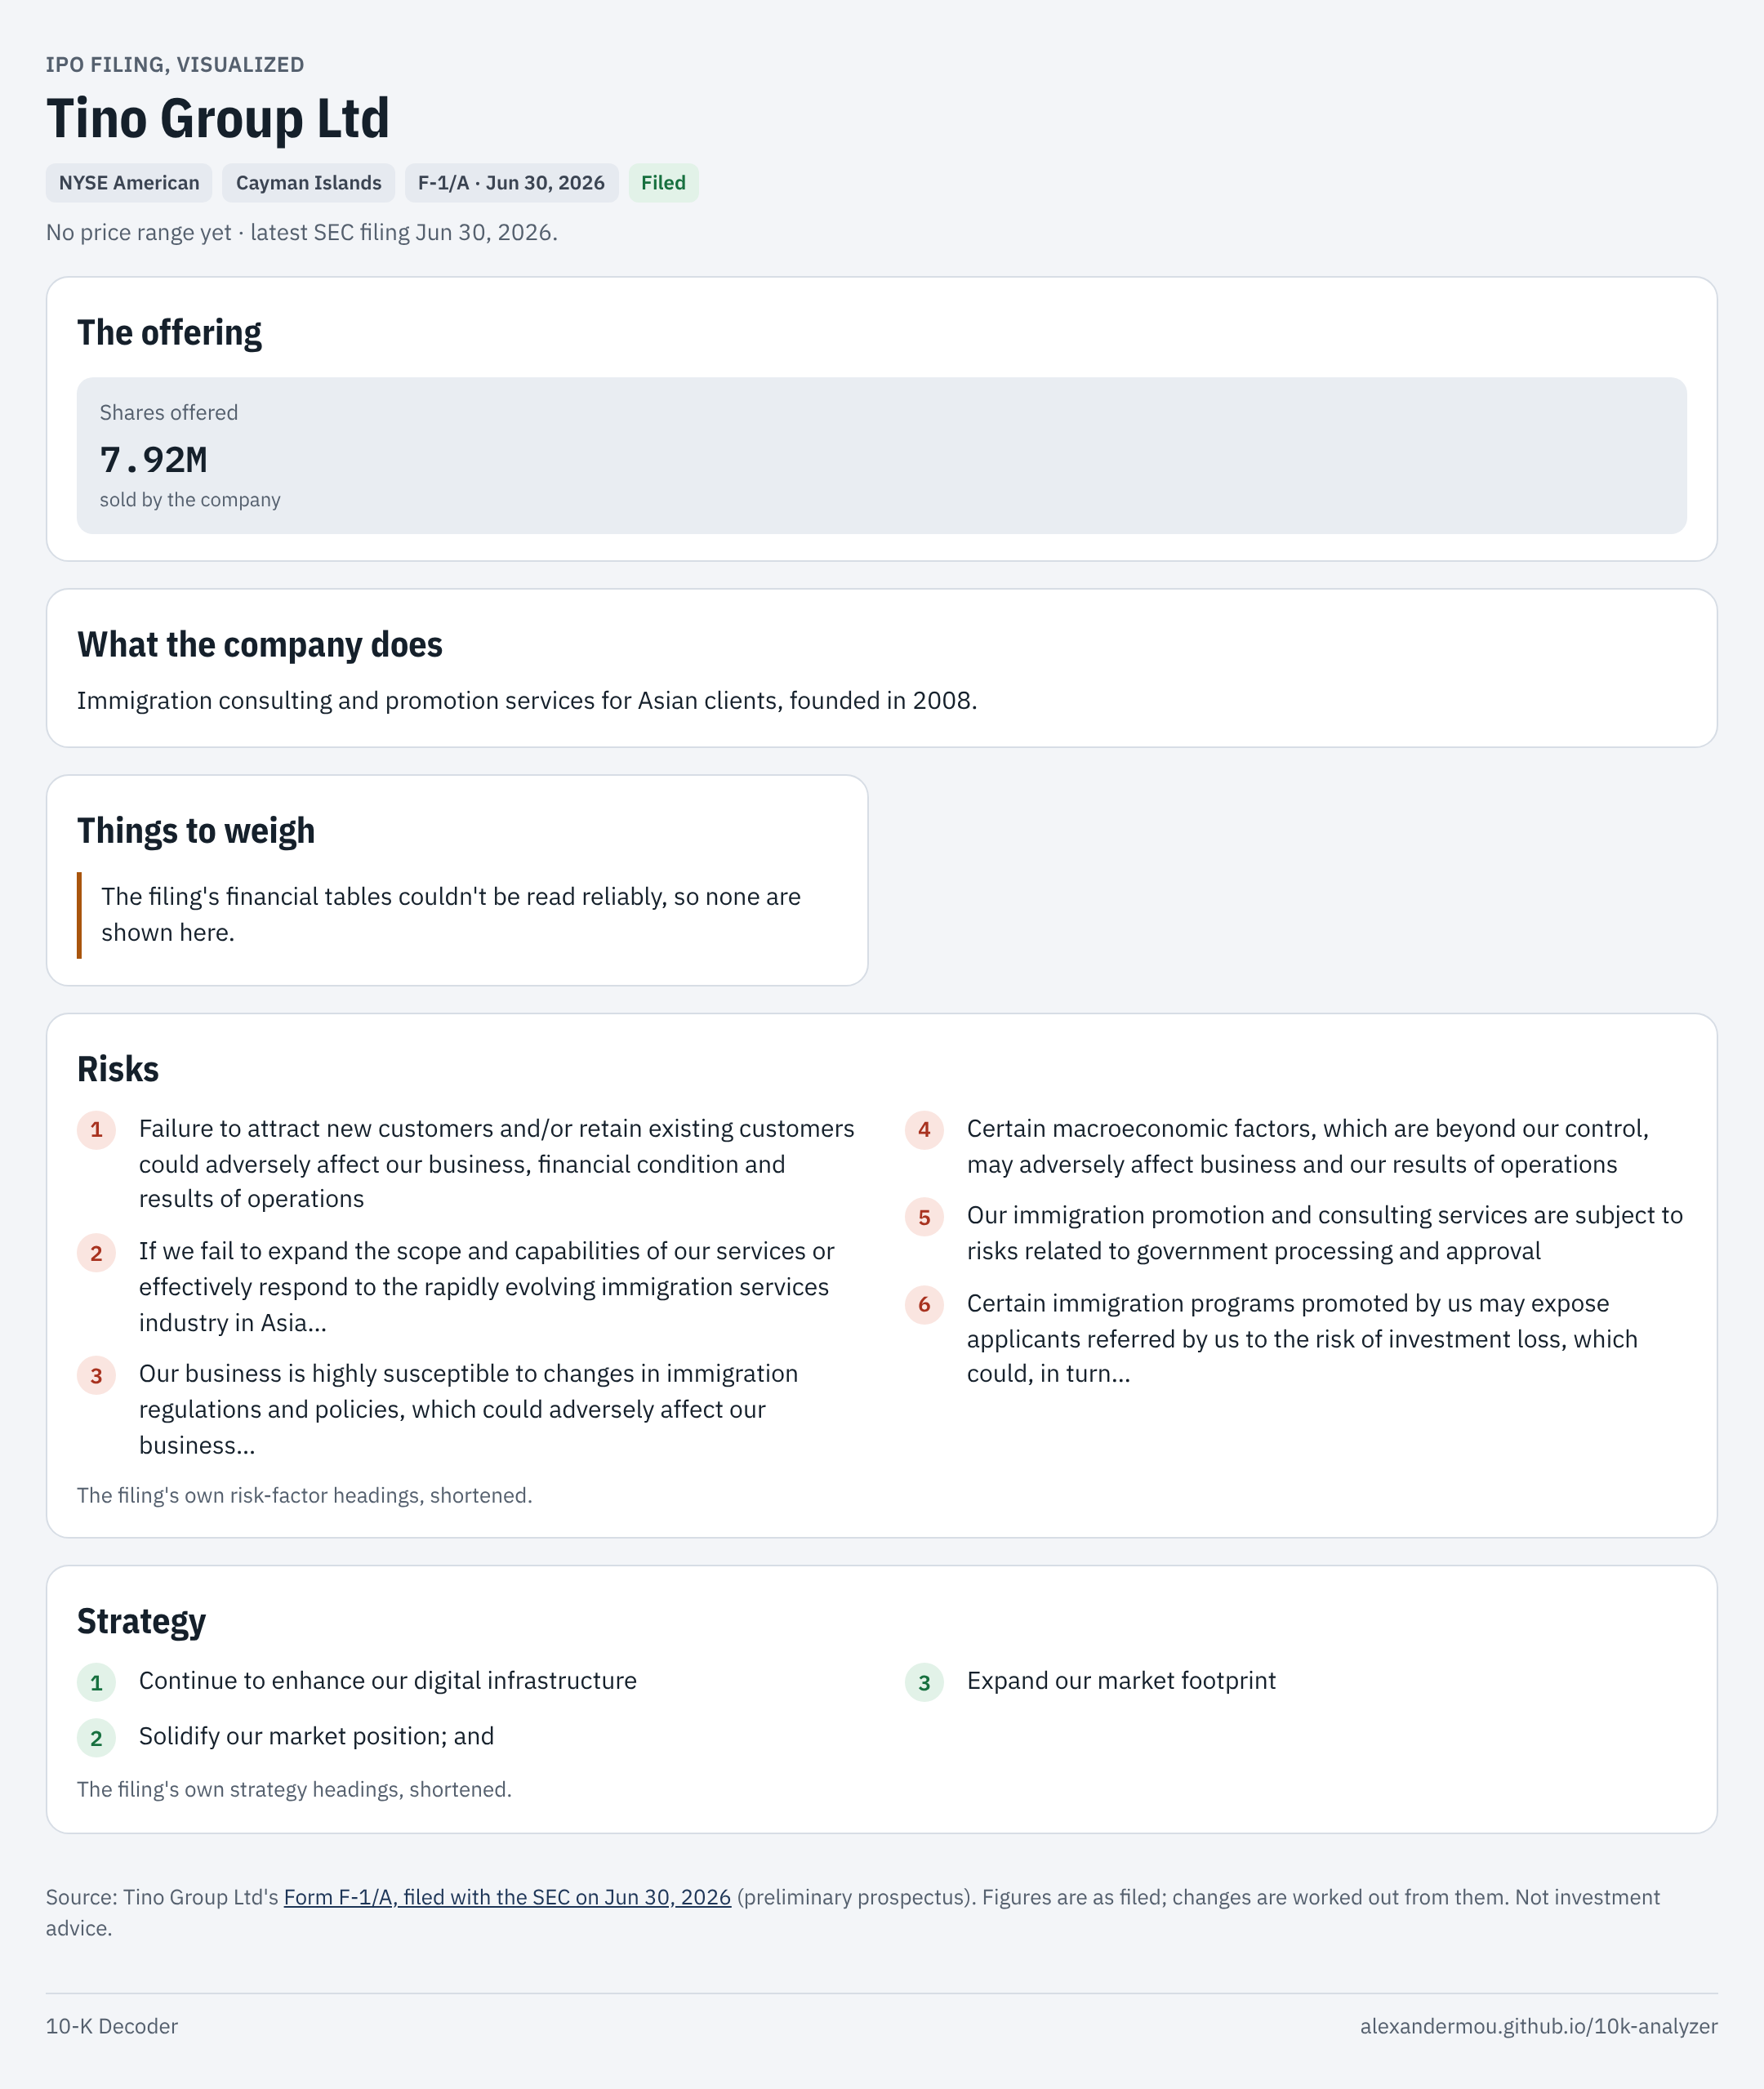 IPO FILING, VISUALIZED
Tino Group Ltd
NYSE American
Cayman Islands
F-1/A · Jun 30, 2026
Filed
No price range yet · latest SEC filing Jun 30, 2026.
The offering
Shares offered
7.92M
sold by the company
What the company does
Immigration consulting and promotion services for Asian clients, founded in 2008.
Things to weigh
The filing's financial tables couldn't be read reliably, so none are
shown here.
Risks
1
Failure to attract new customers and/or retain existing customers
could adversely affect our business, financial condition and
results of operations
2
If we fail to expand the scope and capabilities of our services or
effectively respond to the rapidly evolving immigration services
industry in Asia...
3
Our business is highly susceptible to changes in immigration
regulations and policies, which could adversely affect our
business...
4
Certain macroeconomic factors, which are beyond our control,
may adversely affect business and our results of operations
5
Our immigration promotion and consulting services are subject to
risks related to government processing and approval
6
Certain immigration programs promoted by us may expose
applicants referred by us to the risk of investment loss, which
could, in turn...
The filing's own risk-factor headings, shortened.
Strategy
1
Continue to enhance our digital infrastructure
2
Solidify our market position; and
3
Expand our market footprint
The filing's own strategy headings, shortened.
Source: Tino Group Ltd's Form F-1/A, filed with the SEC on Jun 30, 2026 (preliminary prospectus). Figures are as filed; changes are worked out from them. Not investment
advice.
10-K Decoder
alexandermou.github.io/10k-analyzer